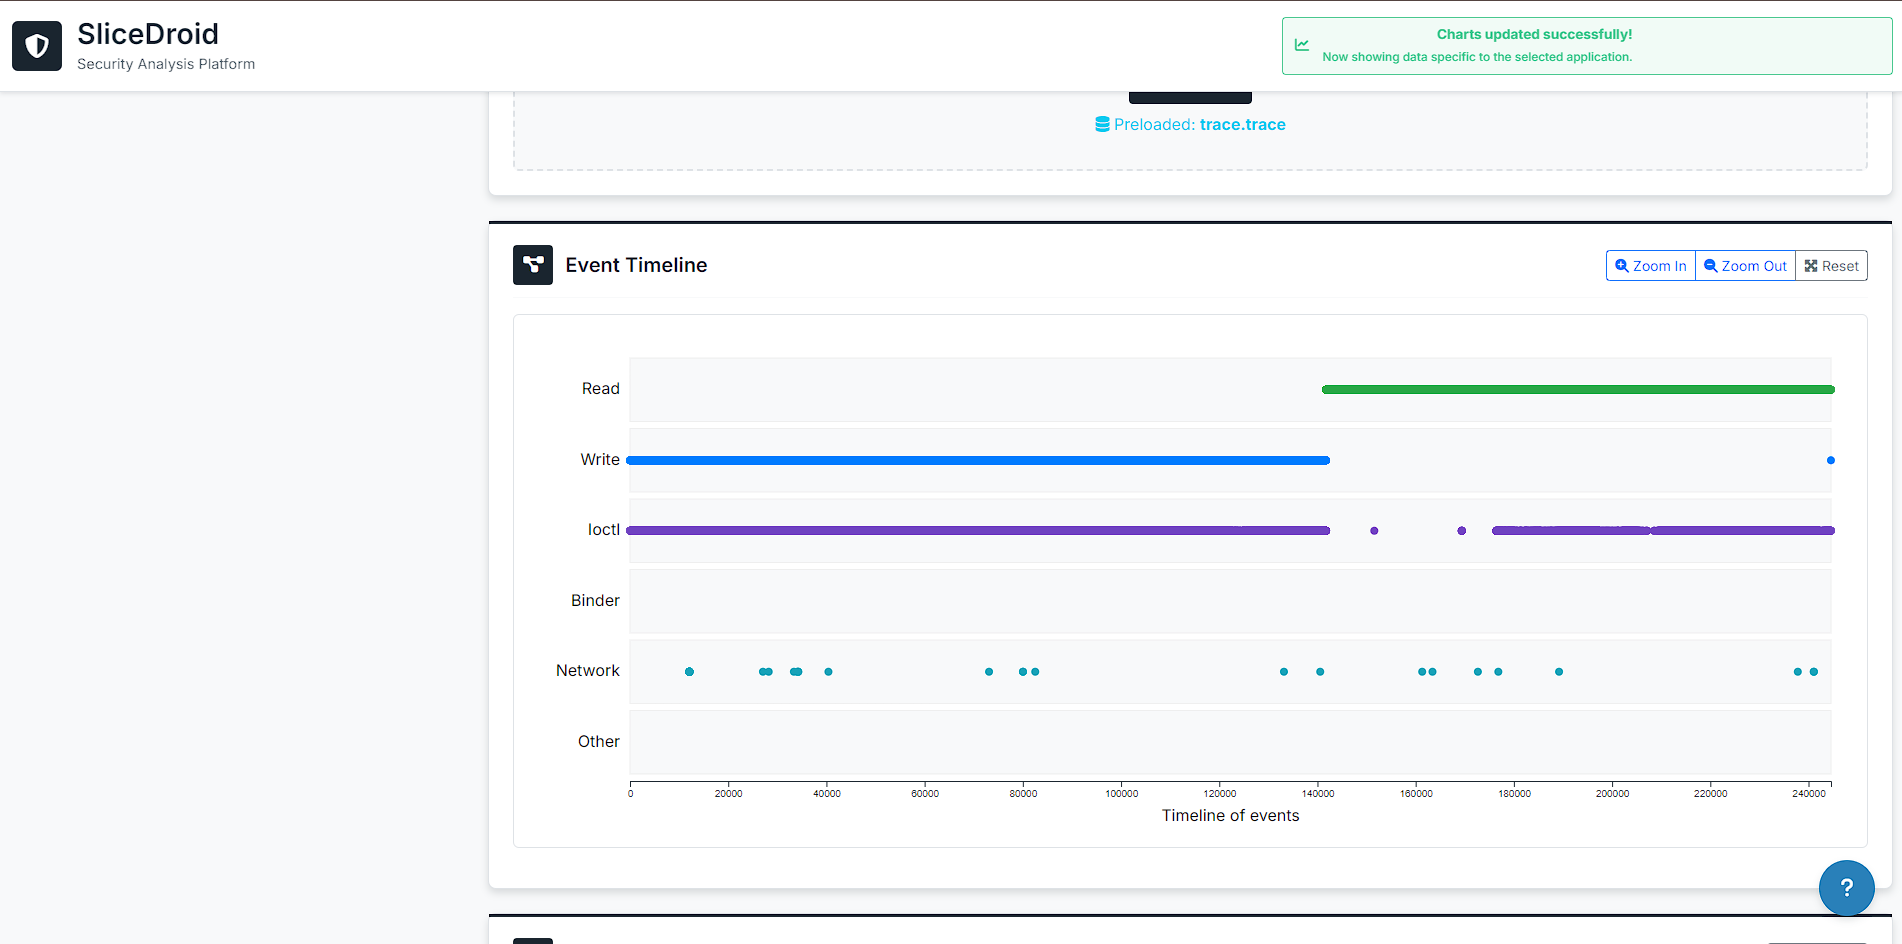 SliceDroid
Security Analysis Platform
Charts updated successfully!
Now showing data specific to the selected application.
Preloaded: trace.trace
Event Timeline
Zoom In
Zoom Out
Reset
Read
Write
Ioctl
Binder
Network
Other
0 20000 40000 60000 80000 100000 120000 140000 160000 180000 200000 220000 240000
Timeline of events
?